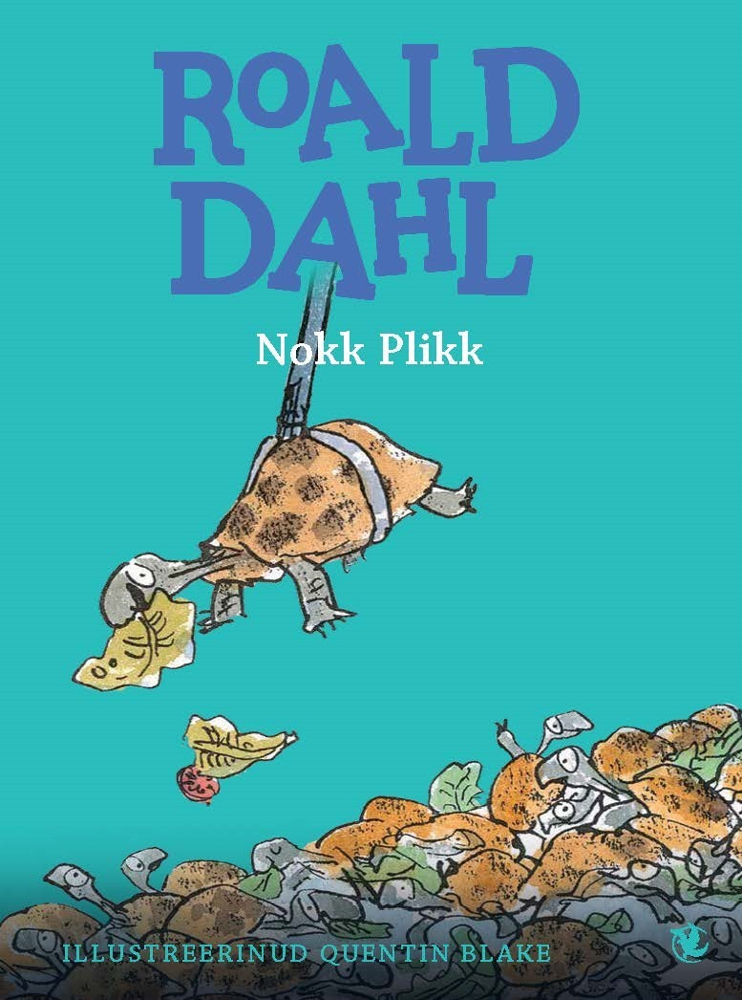 ROALD
DAHL
Nokk Plikk
ILLUSTREERINUD QUENTIN BLAKE